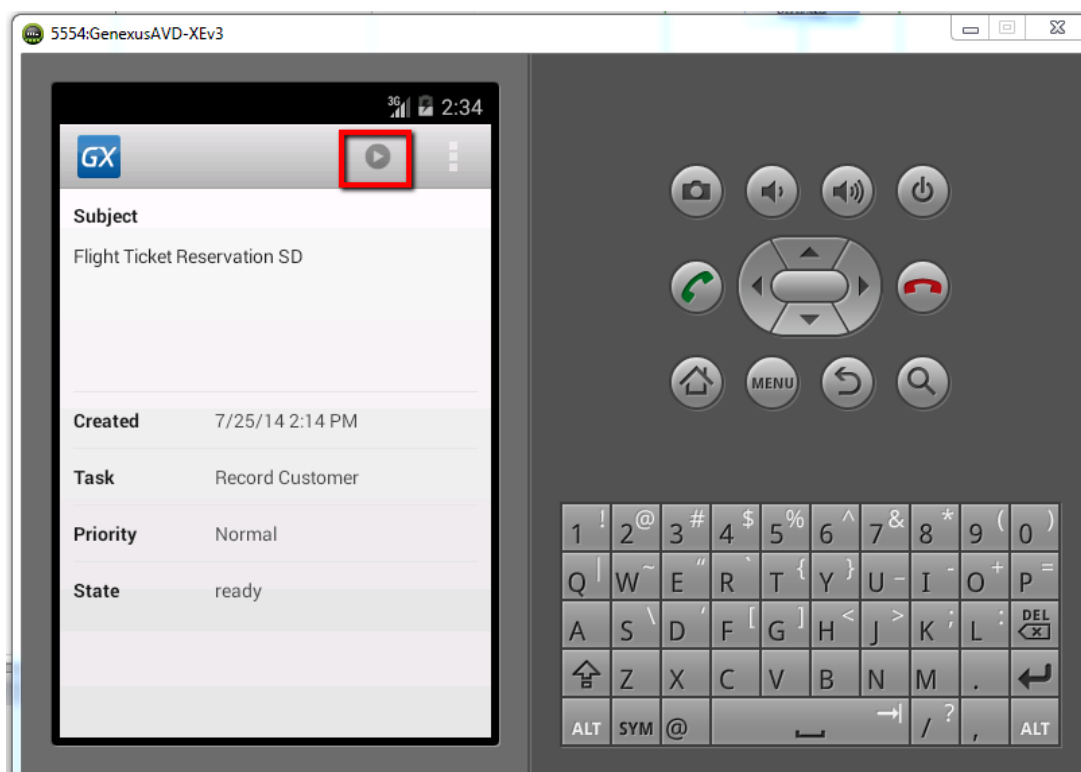 5554:GenexusAVD-XEv3
3G 2:34
GX
Subject
Flight Ticket Reservation SD
Created 7/25/14 2:14 PM
Task Record Customer
Priority Normal
State ready
MENU
1 ! 2 @ 3 # 4 $ 5 % 6 ^ 7 & 8 * 9 ( 0 )
Q | W ~ E " R ` T { Y } U - I - O + P =
A S \ D ' F [ G ] H < J > K ; L : DEL
Z X C V B N M .
ALT SYM @ / ? , ALT